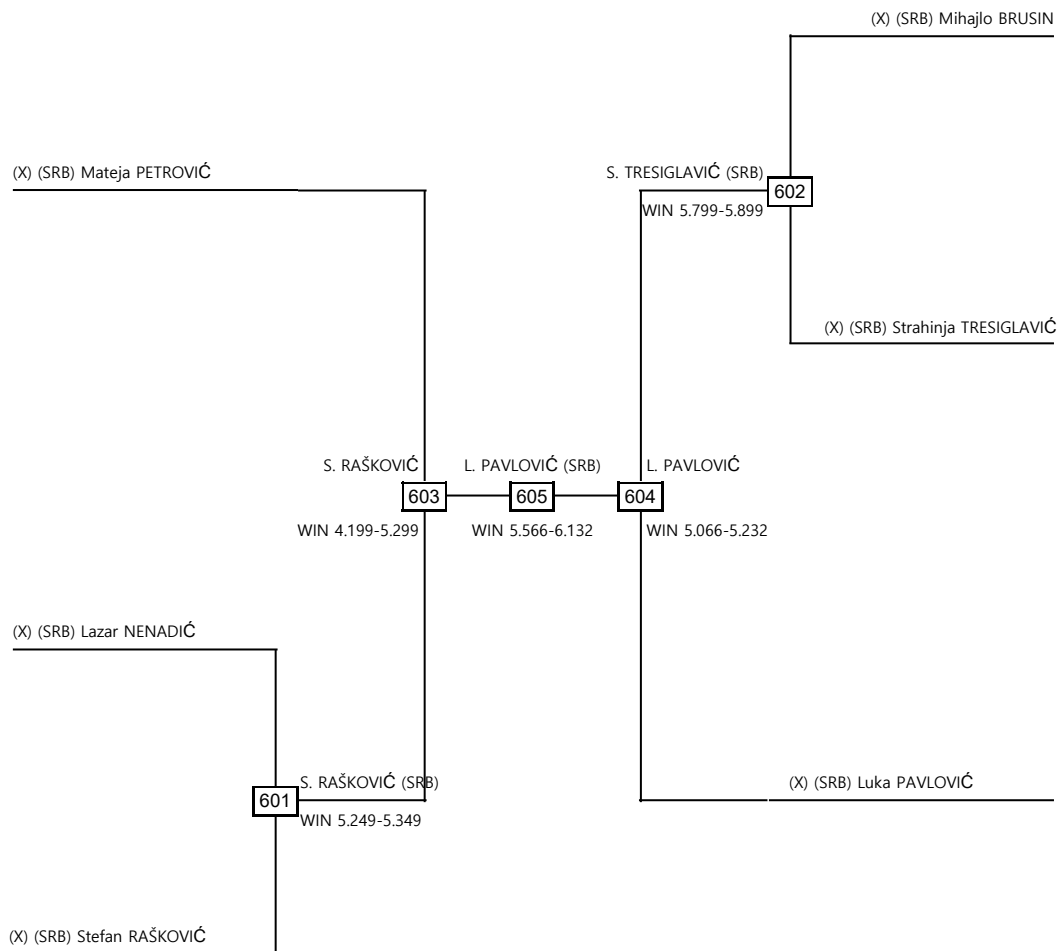 (X) (SRB) Mihajlo BRUSIN
(X) (SRB) Mateja PETROVIĆ
S. TRESIGLAVIĆ (SRB)
602
WIN 5.799-5.899
(X) (SRB) Strahinja TRESIGLAVIĆ
S. RAŠKOVIĆ
L. PAVLOVIĆ (SRB)
L. PAVLOVIĆ
603
605
604
WIN 4.199-5.299
WIN 5.566-6.132
WIN 5.066-5.232
(X) (SRB) Lazar NENADIĆ
S. RAŠKOVIĆ (SRB)
(X) (SRB) Luka PAVLOVIĆ
601
WIN 5.249-5.349
(X) (SRB) Stefan RAŠKOVIĆ